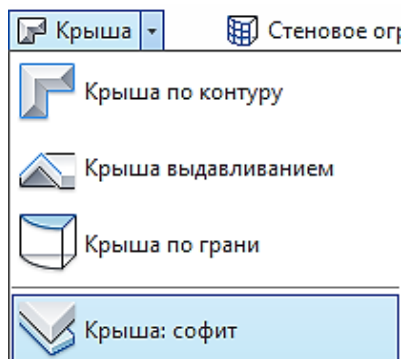 Крыша Стеновое огр
Крыша по контуру
Крыша выдавливанием
Крыша по грани
Крыша: софит